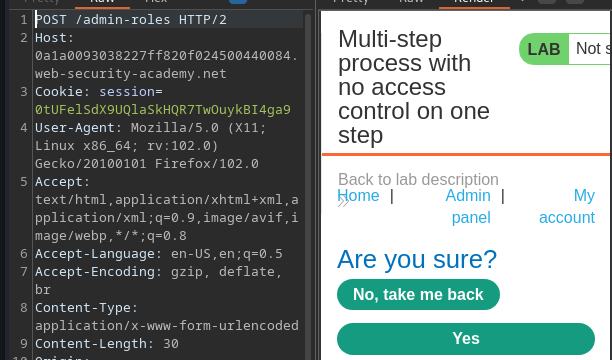 Pretty Raw Hex
Pretty Raw Render
1 POST /admin-roles HTTP/2
2 Host:
0a1a0093038227ff820f024500440084.
web-security-academy.net
3 Cookie: session=
0tUFelSdX9UQlaSkHQR7TwOuykBI4ga9
4 User-Agent: Mozilla/5.0 (X11;
Linux x86_64; rv:102.0)
Gecko/20100101 Firefox/102.0
5 Accept:
text/html,application/xhtml+xml,a
pplication/xml;q=0.9,image/avif,i
mage/webp,*/*;q=0.8
6 Accept-Language: en-US,en;q=0.5
7 Accept-Encoding: gzip, deflate,
br
8 Content-Type:
application/x-www-form-urlencoded
9 Content-Length: 30
10 Origin:
Multi-step
process with
no access
control on one
step
LAB Not s
Back to lab description
Home | Admin | My
panel account
Are you sure?
No, take me back
Yes